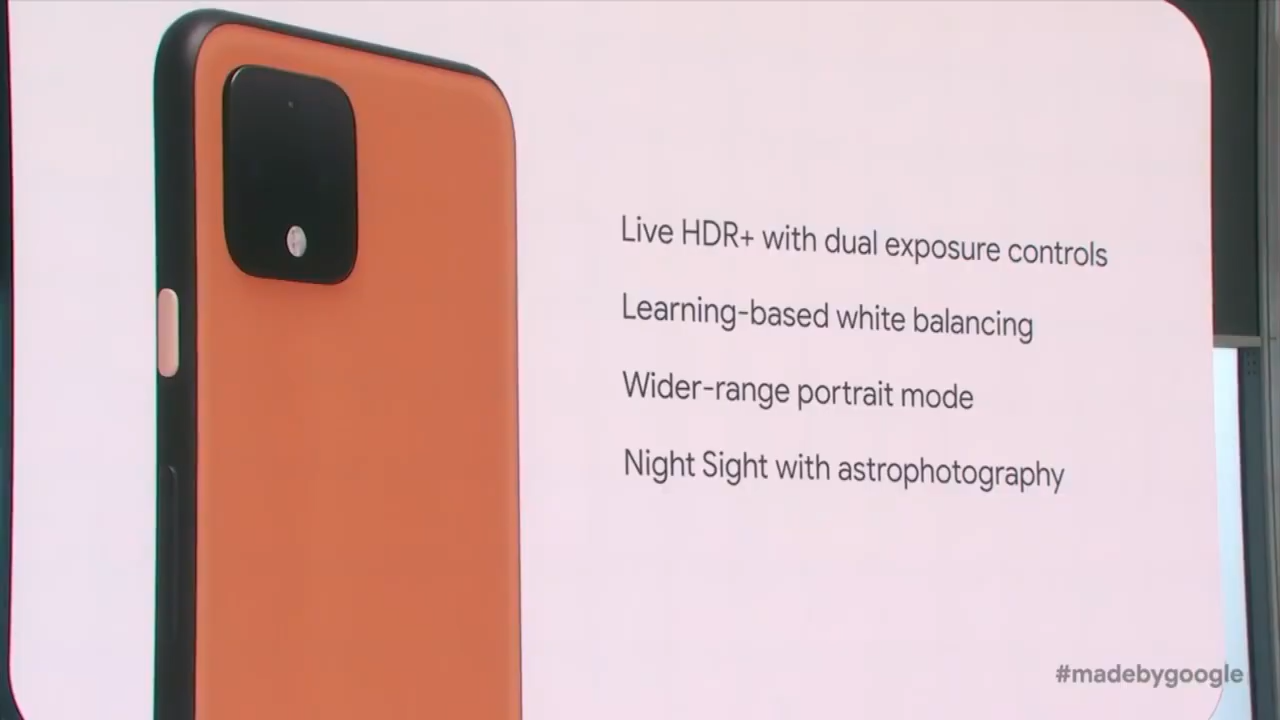 Live HDR+ with dual exposure controls
Learning-based white balancing
Wider-range portrait mode
Night Sight with astrophotography
#madebygoogle